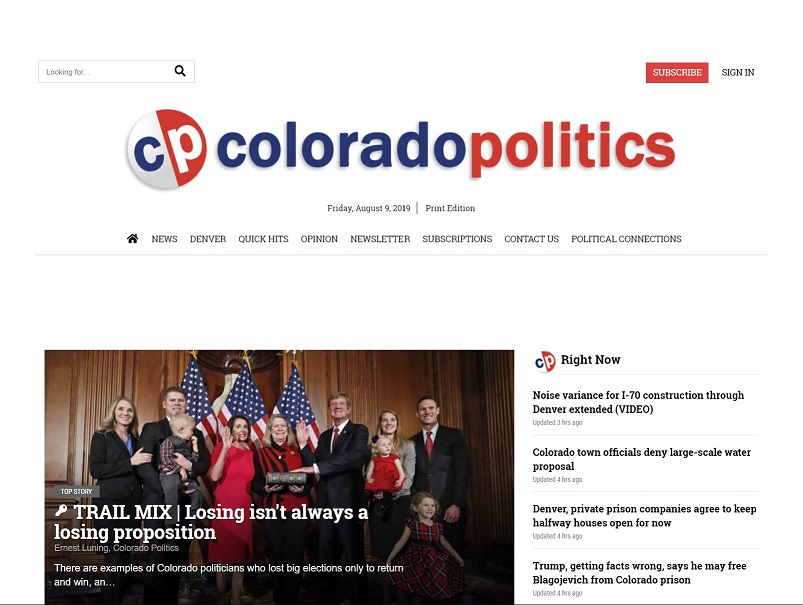 Looking for...
SUBSCRIBE
SIGN IN
cp coloradopolitics
Friday, August 9, 2019 | Print Edition
NEWS DENVER QUICK HITS OPINION NEWSLETTER SUBSCRIPTIONS CONTACT US POLITICAL CONNECTIONS
TOP STORY
TRAIL MIX | Losing isn't always a
losing proposition
Ernest Luning, Colorado Politics
There are examples of Colorado politicians who lost big elections only to return
and win, an...
cp Right Now
Noise variance for I-70 construction through
Denver extended (VIDEO)
Updated 3 hrs ago
Colorado town officials deny large-scale water
proposal
Updated 4 hrs ago
Denver, private prison companies agree to keep
halfway houses open for now
Updated 4 hrs ago
Trump, getting facts wrong, says he may free
Blagojevich from Colorado prison
Updated 4 hrs ago